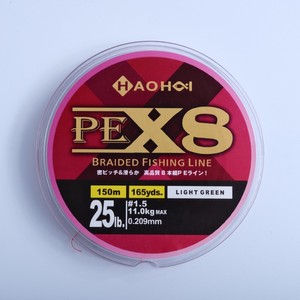 HAOHOI
PE X8
BRAIDED FISHING LINE
密ピッチ&滑らか 高品質8本組PEライン!
150m 165yds. LIGHT GREEN
25lb. #1.5
11.0kg MAX
0.209mm